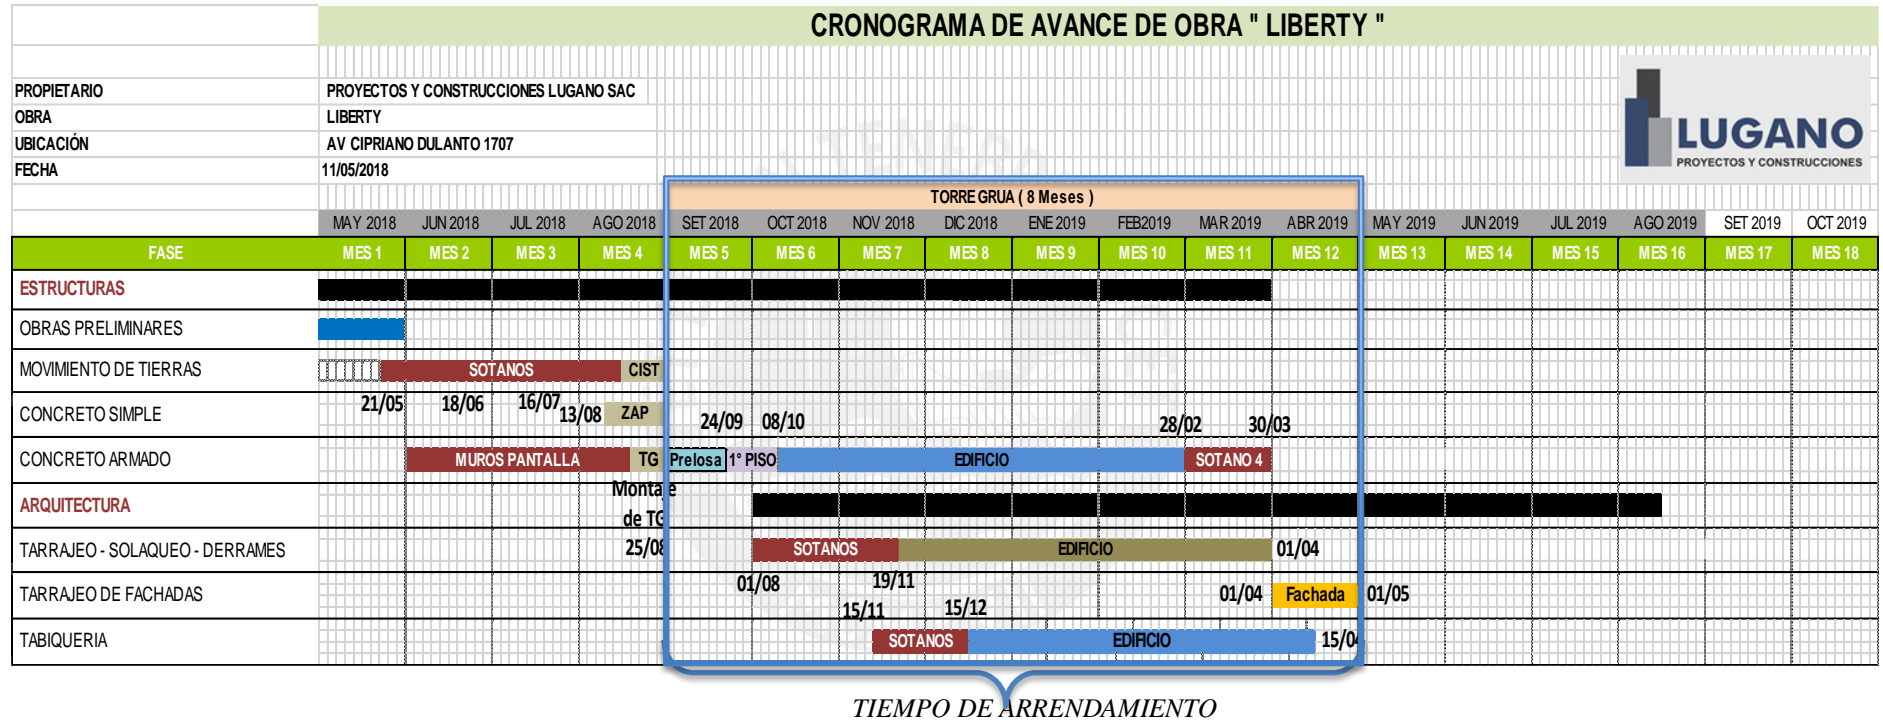 CRONOGRAMA DE AVANCE DE OBRA " LIBERTY "
PROPIETARIO PROYECTOS Y CONSTRUCCIONES LUGANO SAC
OBRA LIBERTY
UBICACIÓN AV CIPRIANO DULANTO 1707
FECHA 11/05/2018
LUGANO
PROYECTOS Y CONSTRUCCIONES
TORRE GRUA ( 8 Meses )
MAY 2018 JUN 2018 JUL 2018 AGO 2018 SET 2018 OCT 2018 NOV 2018 DIC 2018 ENE 2019 FEB2019 MAR 2019 ABR 2019 MAY 2019 JUN 2019 JUL 2019 AGO 2019 SET 2019 OCT 2019
FASE MES 1 MES 2 MES 3 MES 4 MES 5 MES 6 MES 7 MES 8 MES 9 MES 10 MES 11 MES 12 MES 13 MES 14 MES 15 MES 16 MES 17 MES 18
ESTRUCTURAS
OBRAS PRELIMINARES
MOVIMIENTO DE TIERRAS SOTANOS CIST
21/05 18/06 16/07
CONCRETO SIMPLE 13/08 ZAP 24/09 08/10 28/02 30/03
CONCRETO ARMADO MUROS PANTALLA TG Prelosa 1° PISO EDIFICIO SOTANO 4
Montaje
ARQUITECTURA
de TG
TARRAJEO - SOLAQUEO - DERRAMES 25/08 SOTANOS EDIFICIO 01/04
01/08 19/11
TARRAJEO DE FACHADAS 01/04 Fachada 01/05
15/11 15/12
TABIQUERIA SOTANOS EDIFICIO 15/04
TIEMPO DE ARRENDAMIENTO